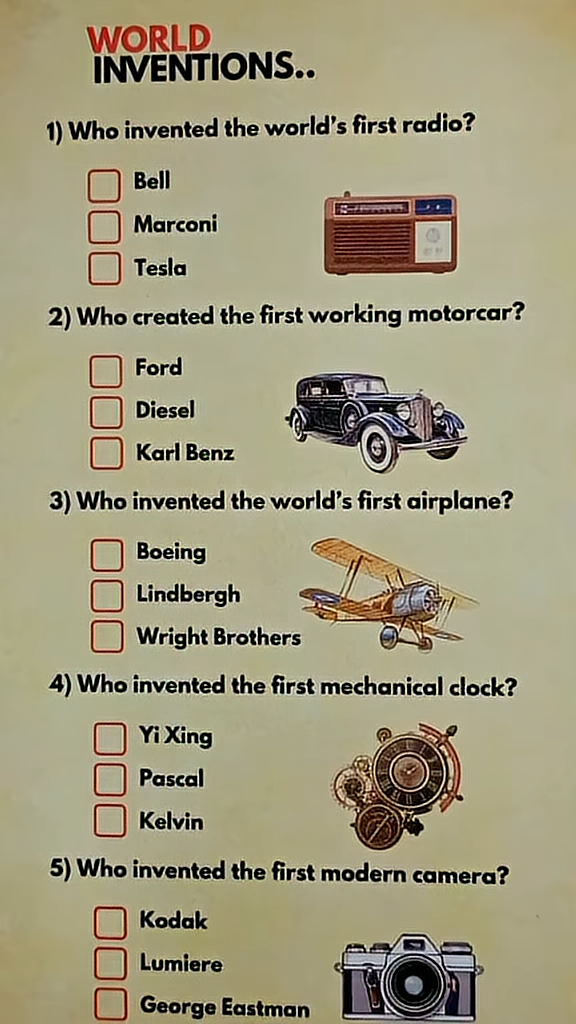 WORLD
INVENTIONS..
1) Who invented the world's first radio?
Bell
Marconi
Tesla
2) Who created the first working motorcar?
Ford
Diesel
Karl Benz
3) Who invented the world's first airplane?
Boeing
Lindbergh
Wright Brothers
4) Who invented the first mechanical clock?
Yi Xing
Pascal
Kelvin
5) Who invented the first modern camera?
Kodak
Lumiere
George Eastman